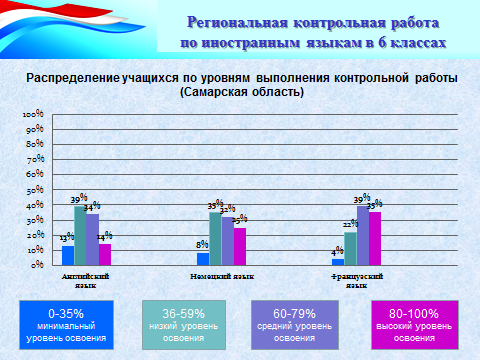 Региональная контрольная работа
по иностранным языкам в 6 классах
Распределение учащихся по уровням выполнения контрольной работы
(Самарская область)
100%
90%
80%
70%
60%
50%
40%
30%
20%
10%
0%
13%
39%
34%
14%
8%
35%
32%
25%
4%
22%
39%
35%
Английский
язык
Немецкий язык
Французский
язык
0-35%
минимальный
уровень освоения
36-59%
низкий уровень
освоения
60-79%
средний уровень
освоения
80-100%
высокий уровень
освоения